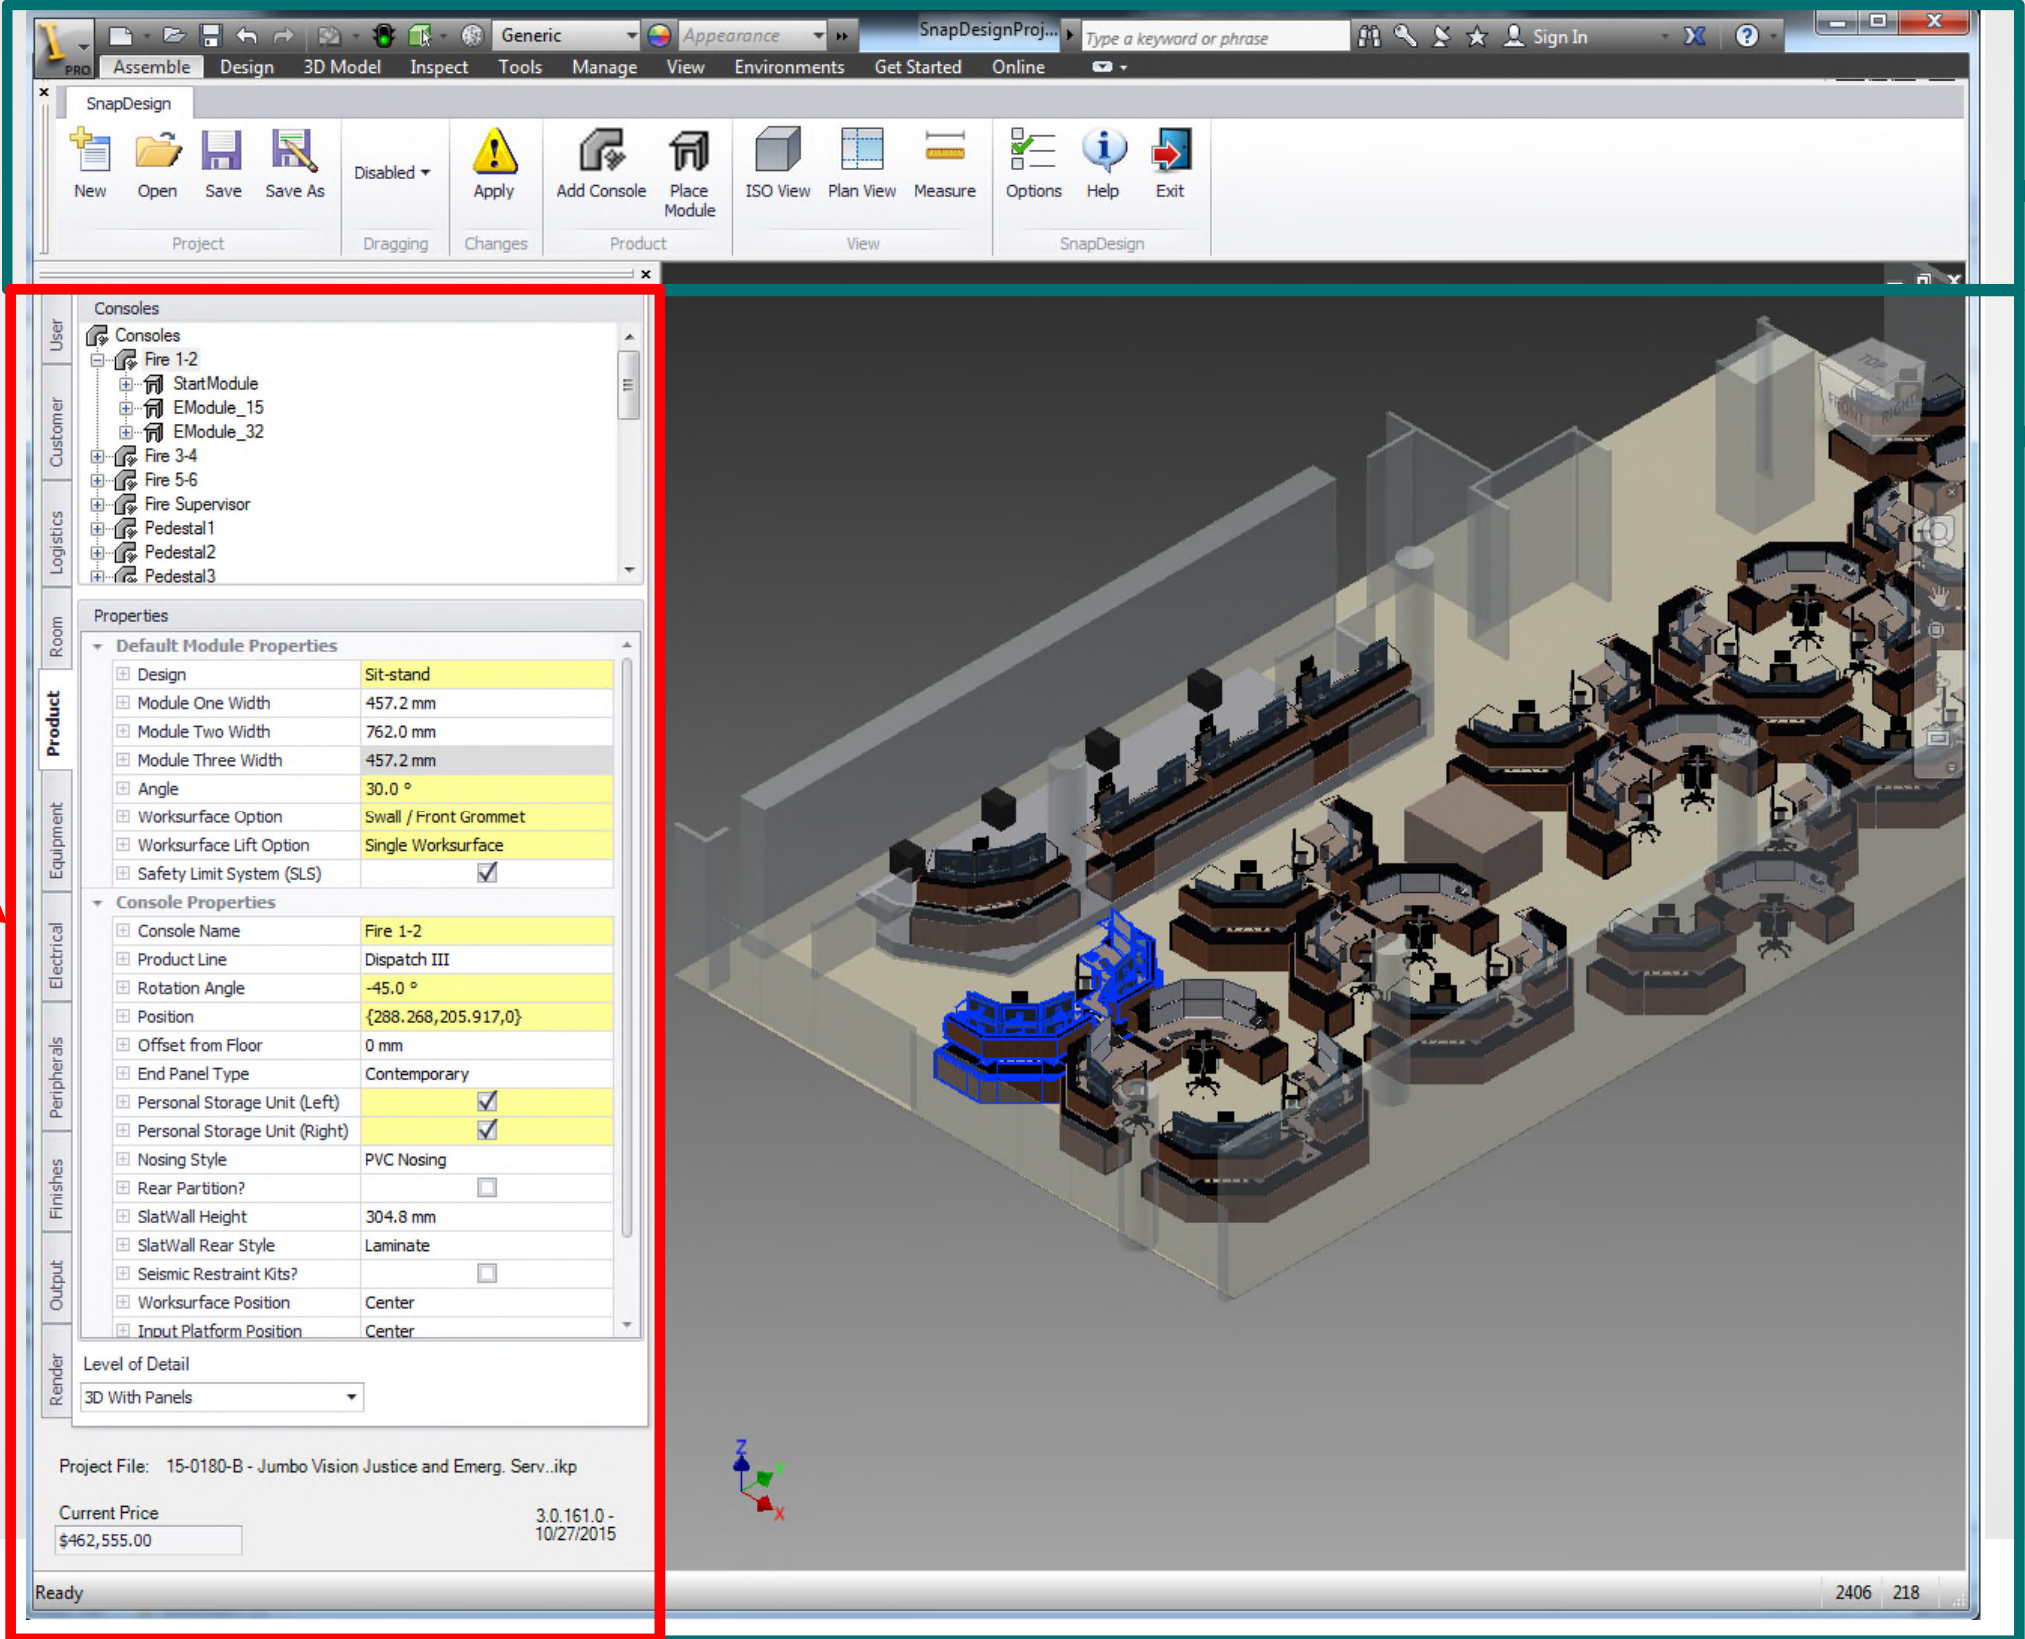 Generic
Appearance
SnapDesignProj...
Type a keyword or phrase
Sign In
PRO
Assemble
Design
3D Model
Inspect
Tools
Manage
View
Environments
Get Started
Online
SnapDesign
New
Open
Save
Save As
Disabled
Apply
Add Console
Place Module
ISO View
Plan View
Measure
Options
Help
Exit
Project
Dragging
Changes
Product
View
SnapDesign
User
Customer
Logistics
Room
Product
Equipment
Electrical
Peripherals
Finishes
Output
Render
Consoles
Consoles
Fire 1-2
StartModule
EModule_15
EModule_32
Fire 3-4
Fire 5-6
Fire Supervisor
Pedestal1
Pedestal2
Pedestal3
Properties
Default Module Properties
Design Sit-stand
Module One Width 457.2 mm
Module Two Width 762.0 mm
Module Three Width 457.2 mm
Angle 30.0 °
Worksurface Option Swall / Front Grommet
Worksurface Lift Option Single Worksurface
Safety Limit System (SLS)
Console Properties
Console Name Fire 1-2
Product Line Dispatch III
Rotation Angle -45.0 °
Position {288.268,205.917,0}
Offset from Floor 0 mm
End Panel Type Contemporary
Personal Storage Unit (Left)
Personal Storage Unit (Right)
Nosing Style PVC Nosing
Rear Partition?
SlatWall Height 304.8 mm
SlatWall Rear Style Laminate
Seismic Restraint Kits?
Worksurface Position Center
Input Platform Position Center
Level of Detail
3D With Panels
Project File: 15-0180-B - Jumbo Vision Justice and Emerg. Serv..ikp
Current Price
$462,555.00
3.0.161.0 -
10/27/2015
TOP
FRONT
RIGHT
Z
Y
X
Ready
2406 218